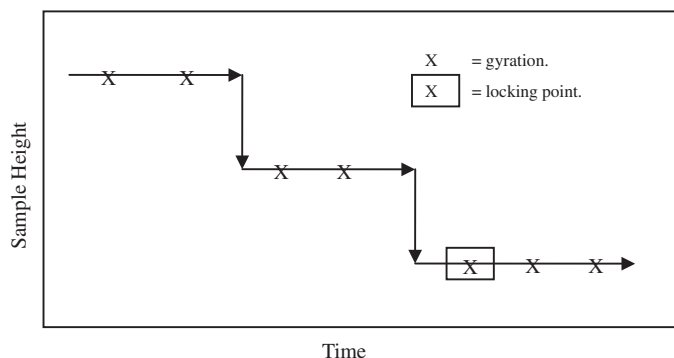 X = gyration.
X = locking point.
X X
X X
X X X
Sample Height
Time